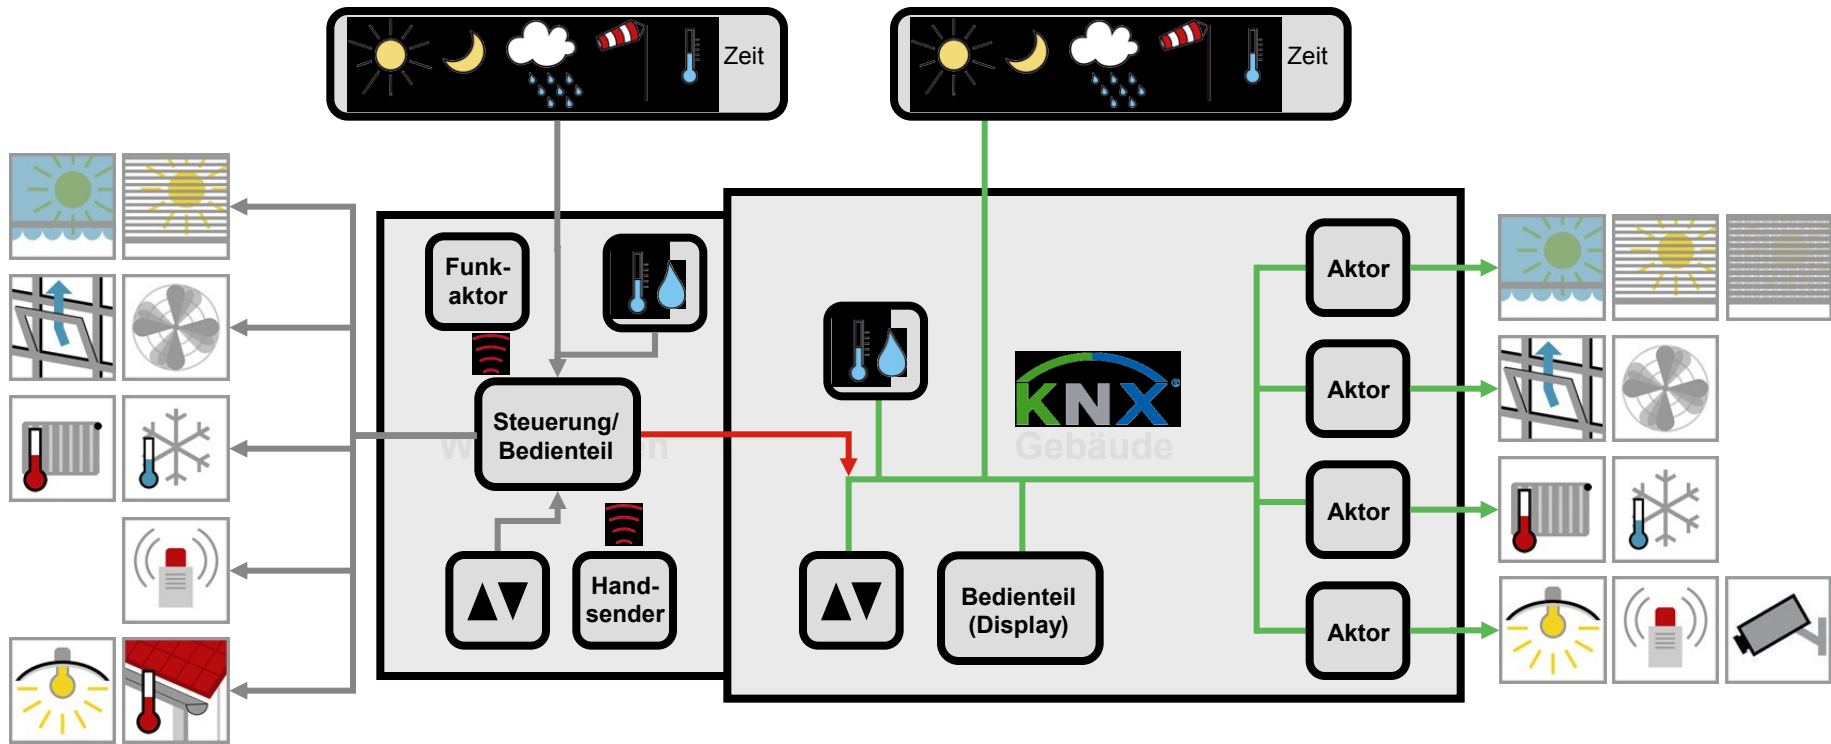 Zeit
Zeit
Funk-
aktor
Aktor
Aktor
KNX®
Steuerung/
Bedienteil
Gebäude
Aktor
Hand-
sender
Bedienteil
(Display)
Aktor